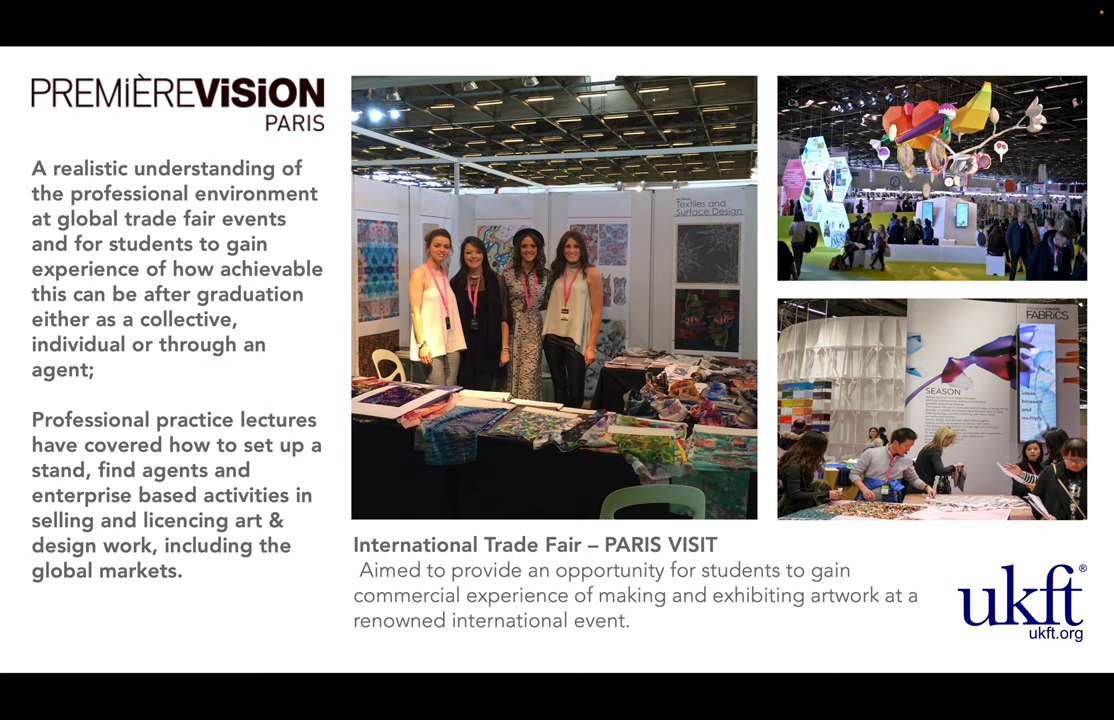 PREMIÈREVISION
PARIS
A realistic understanding of
the professional environment
at global trade fair events
and for students to gain
experience of how achievable
this can be after graduation
either as a collective,
individual or through an
agent;
Professional practice lectures
have covered how to set up a
stand, find agents and
enterprise based activities in
selling and licencing art &
design work, including the
global markets.
Textiles and
Surface Design
FABRICS
SEASON
ideas
blossom
and
multiply
International Trade Fair – PARIS VISIT
Aimed to provide an opportunity for students to gain
commercial experience of making and exhibiting artwork at a
renowned international event.
ukft®
ukft.org